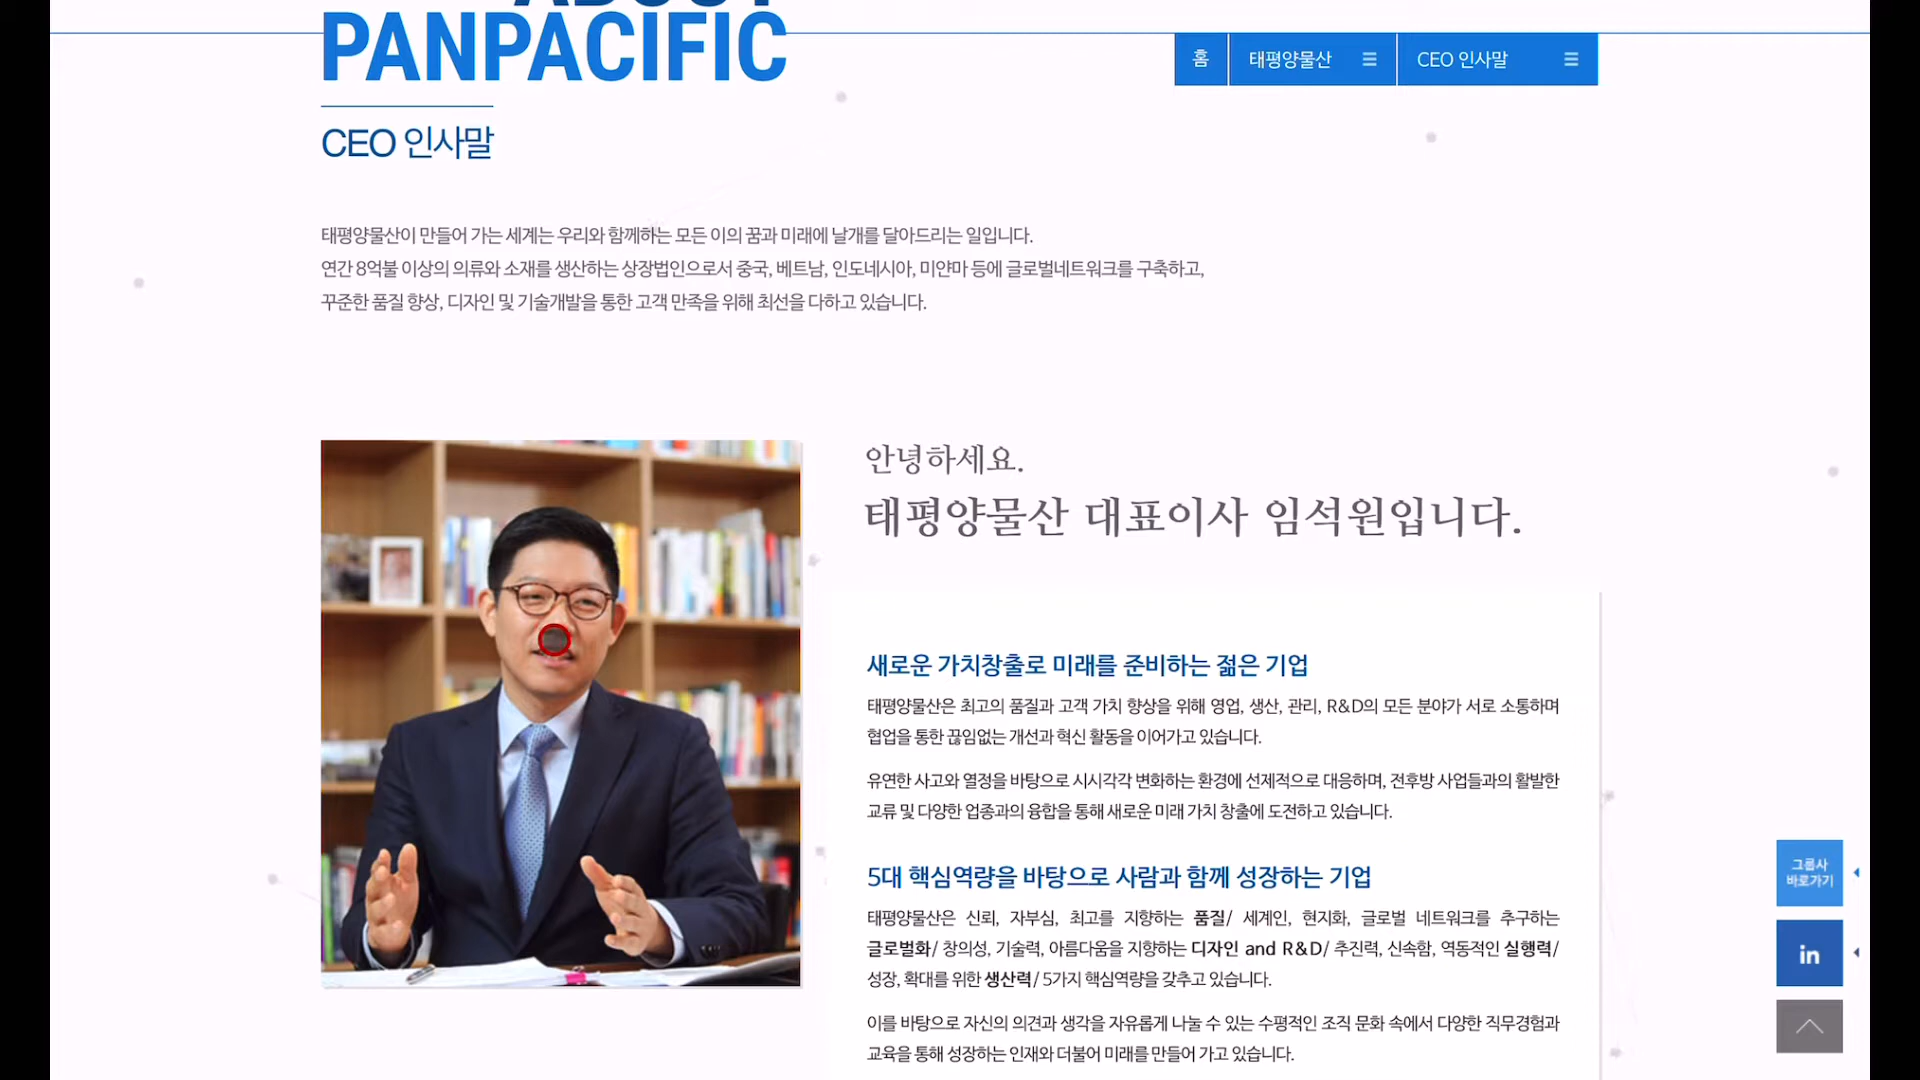 ABOUT
PANPACIFIC
홈
태평양물산
CEO 인사말
CEO 인사말
태평양물산이 만들어 가는 세계는 우리와 함께하는 모든 이의 꿈과 미래에 날개를 달아드리는 일입니다.
연간 8억불 이상의 의류와 소재를 생산하는 상장법인으로서 중국, 베트남, 인도네시아, 미얀마 등에 글로벌네트워크를 구축하고,
꾸준한 품질 향상, 디자인 및 기술개발을 통한 고객 만족을 위해 최선을 다하고 있습니다.
안녕하세요.
태평양물산 대표이사 임석원입니다.
새로운 가치창출로 미래를 준비하는 젊은 기업
태평양물산은 최고의 품질과 고객 가치 향상을 위해 영업, 생산, 관리, R&D의 모든 분야가 서로 소통하며
협업을 통한 끊임없는 개선과 혁신 활동을 이어가고 있습니다.
유연한 사고와 열정을 바탕으로 시시각각 변화하는 환경에 선제적으로 대응하며, 전후방 사업들과의 활발한
교류 및 다양한 업종과의 융합을 통해 새로운 미래 가치 창출에 도전하고 있습니다.
5대 핵심역량을 바탕으로 사람과 함께 성장하는 기업
태평양물산은 신뢰, 자부심, 최고를 지향하는 품질/ 세계인, 현지화, 글로벌 네트워크를 추구하는
글로벌화/ 창의성, 기술력, 아름다움을 지향하는 디자인 and R&D/ 추진력, 신속함, 역동적인 실행력/
성장, 확대를 위한 생산력/ 5가지 핵심역량을 갖추고 있습니다.
이를 바탕으로 자신의 의견과 생각을 자유롭게 나눌 수 있는 수평적인 조직 문화 속에서 다양한 직무경험과
교육을 통해 성장하는 인재와 더불어 미래를 만들어 가고 있습니다.
그룹사
바로가기
in